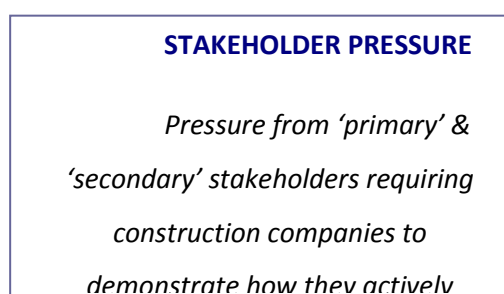 STAKEHOLDER PRESSURE
Pressure from ‘primary’ &
‘secondary’ stakeholders requiring
construction companies to
demonstrate how they actively